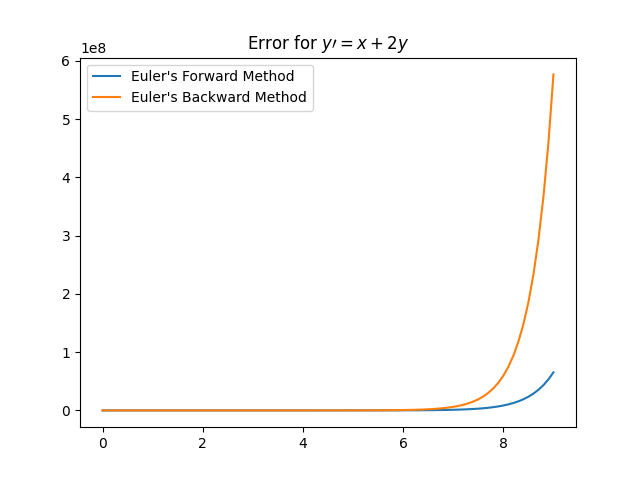 Error for y′ = x + 2y
1e8
Euler's Forward Method
Euler's Backward Method
6
5
4
3
2
1
0
0 2 4 6 8